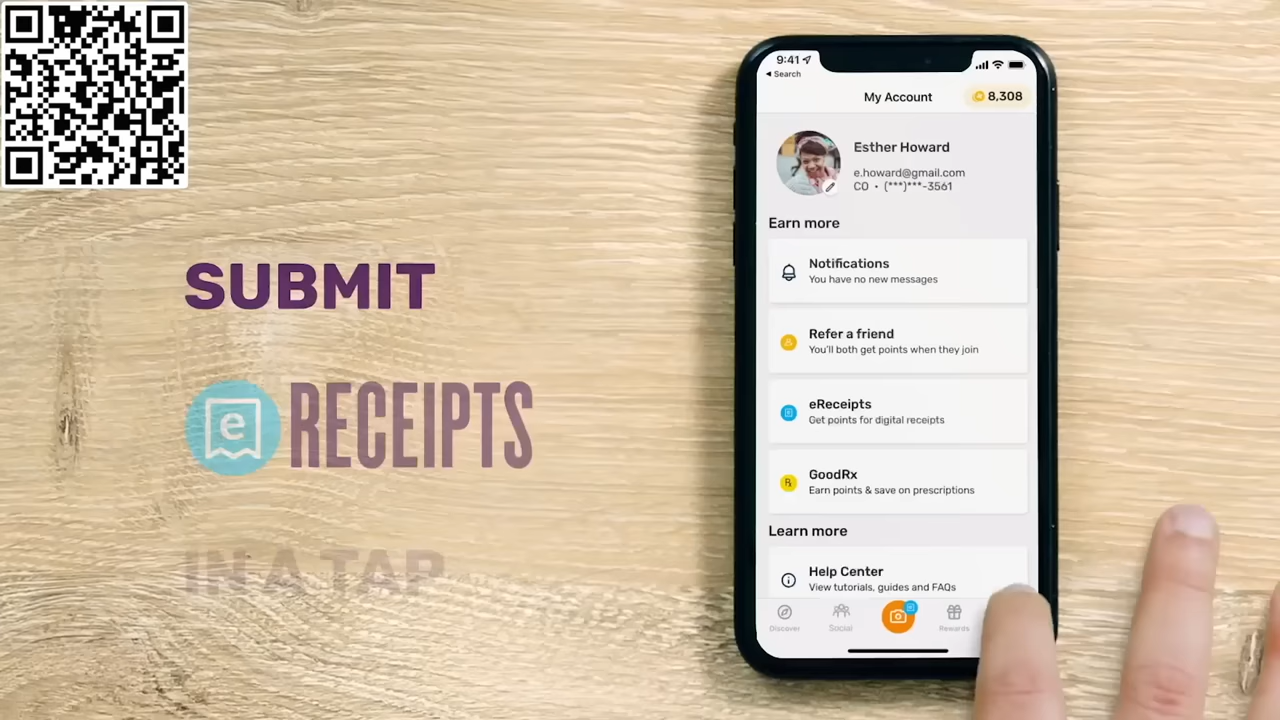 SUBMIT
e RECEIPTS
IN A TAP
9:41
Search
My Account
8,308
Esther Howard
e.howard@gmail.com
CO • (***)***-3561
Earn more
Notifications
You have no new messages
Refer a friend
You'll both get points when they join
eReceipts
Get points for digital receipts
GoodRx
Earn points & save on prescriptions
Learn more
Help Center
View tutorials, guides and FAQs
Discover
Social
Rewards